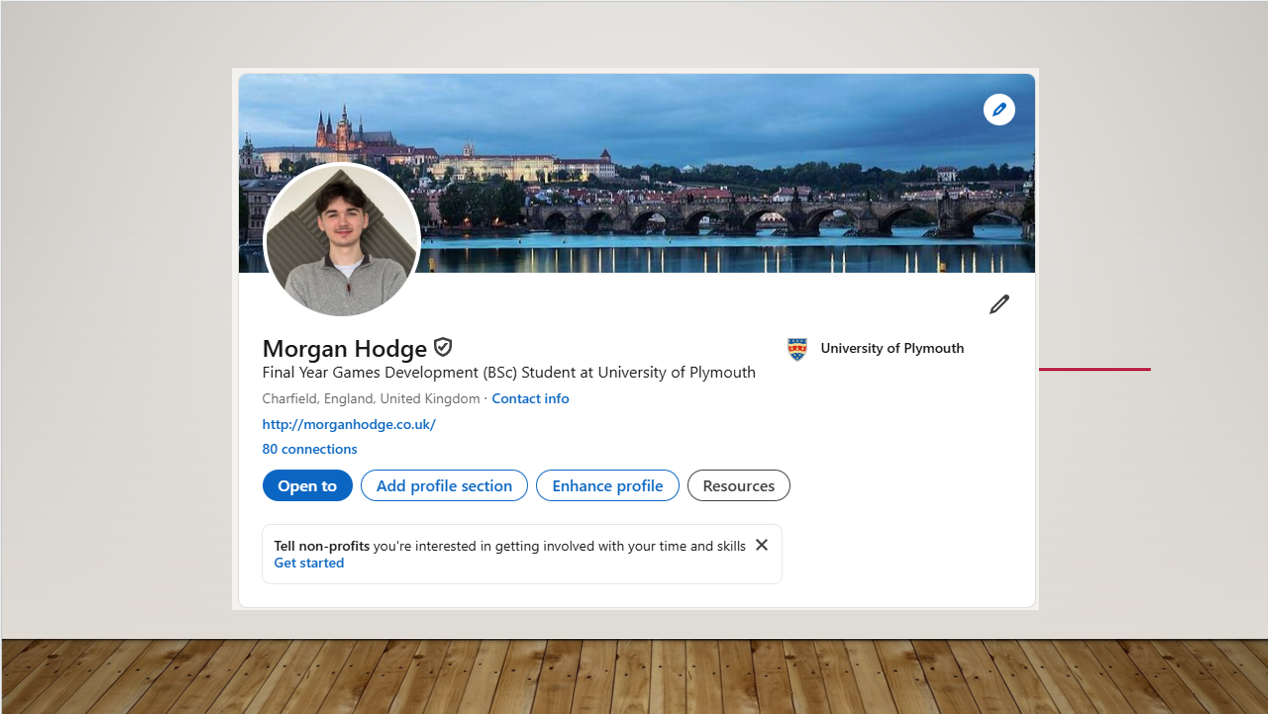 Morgan Hodge
University of Plymouth
Final Year Games Development (BSc) Student at University of Plymouth
Charfield, England, United Kingdom · Contact info
http://morganhodge.co.uk/
80 connections
Open to Add profile section Enhance profile Resources
Tell non-profits you're interested in getting involved with your time and skills
Get started